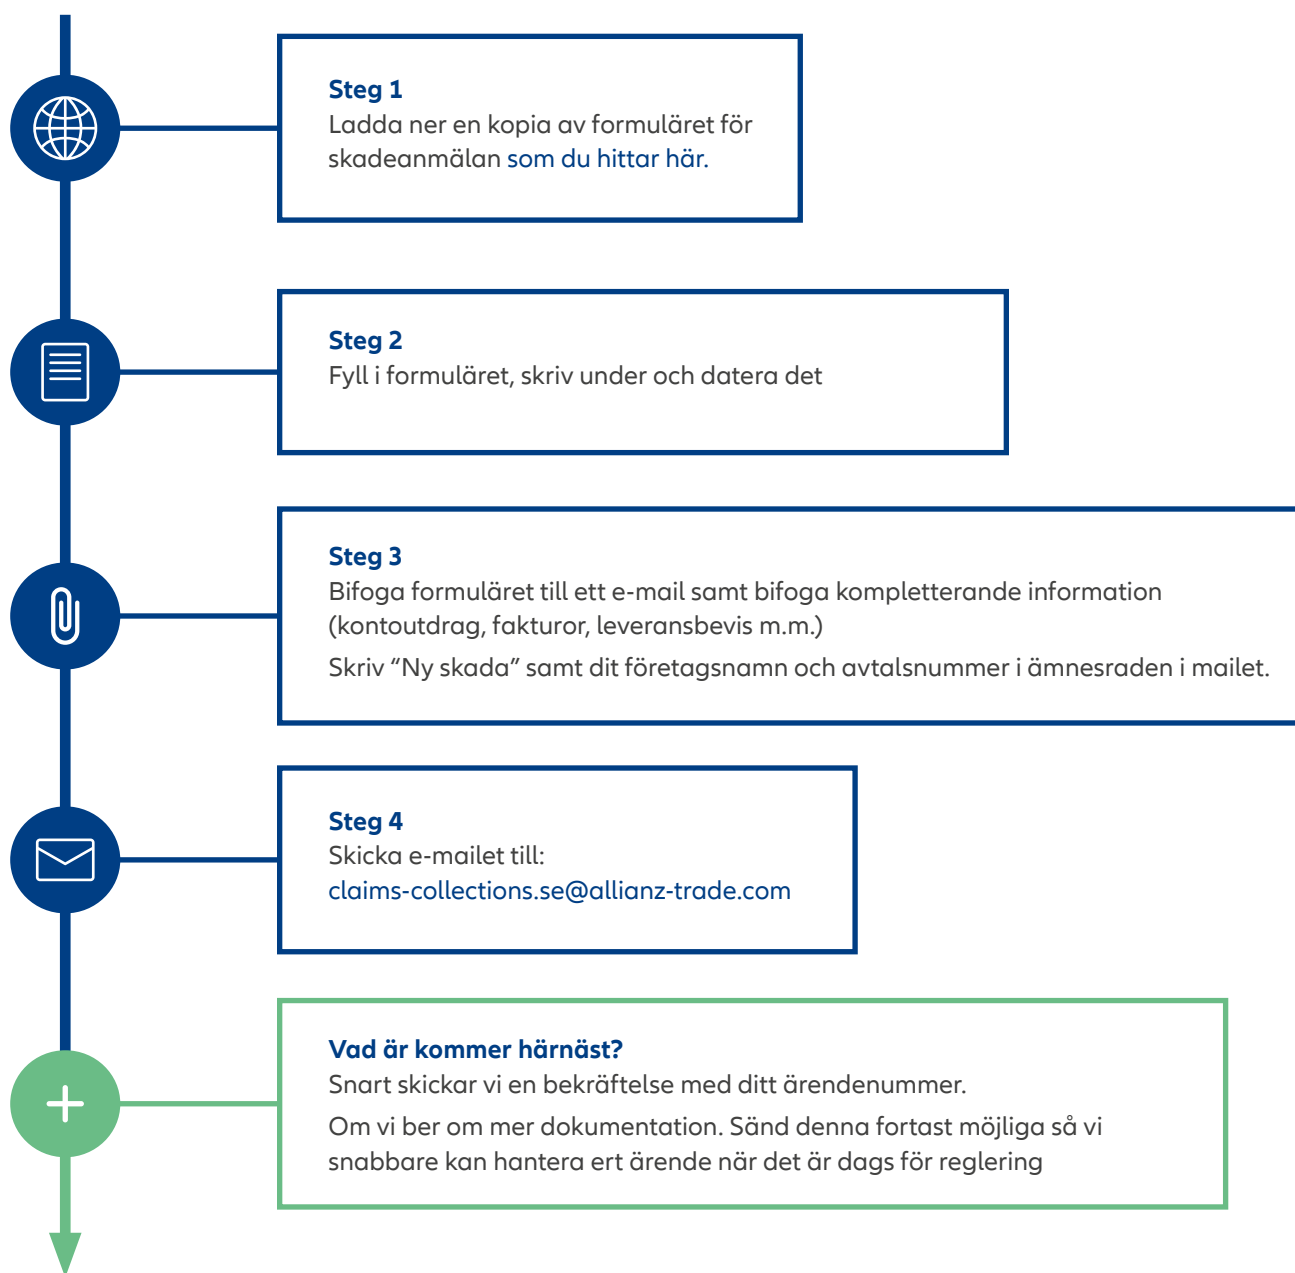 Steg 1
Ladda ner en kopia av formuläret för
skadeanmälan som du hittar här.
Steg 2
Fyll i formuläret, skriv under och datera det
Steg 3
Bifoga formuläret till ett e-mail samt bifoga kompletterande information
(kontoutdrag, fakturor, leveransbevis m.m.)
Skriv “Ny skada” samt dit företagsnamn och avtalsnummer i ämnesraden i mailet.
Steg 4
Skicka e-mailet till:
claims-collections.se@allianz-trade.com
Vad är kommer härnäst?
Snart skickar vi en bekräftelse med ditt ärendenummer.
Om vi ber om mer dokumentation. Sänd denna fortast möjliga så vi
snabbare kan hantera ert ärende när det är dags för reglering